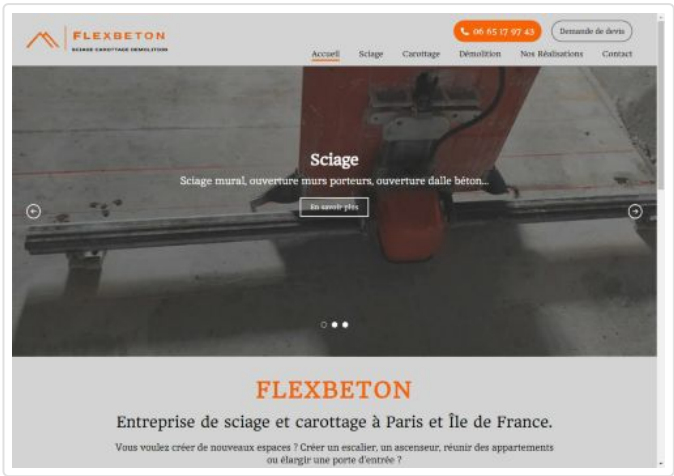 FLEXBETON
SCIAGE CAROTTAGE DEMOLITION
06 65 17 97 43
Demande de devis
Accueil Sciage Carottage Démolition Nos Réalisations Contact
Sciage
Sciage mural, ouverture murs porteurs, ouverture dalle béton...
En savoir plus
FLEXBETON
Entreprise de sciage et carottage à Paris et Île de France.
Vous voulez créer de nouveaux espaces ? Créer un escalier, un ascenseur, réunir des appartements
ou élargir une porte d'entrée ?